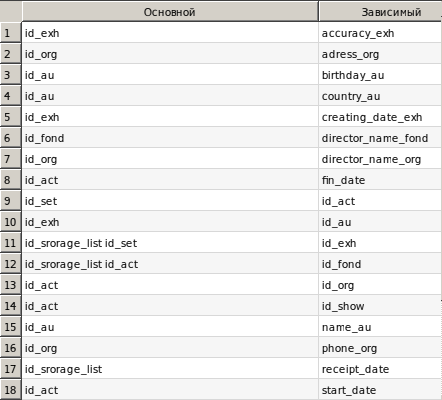 Основной Зависимый
1 id_exh accuracy_exh
2 id_org adress_org
3 id_au birthday_au
4 id_au country_au
5 id_exh creating_date_exh
6 id_fond director_name_fond
7 id_org director_name_org
8 id_act fin_date
9 id_set id_act
10 id_exh id_au
11 id_srorage_list id_set id_exh
12 id_srorage_list id_act id_fond
13 id_act id_org
14 id_act id_show
15 id_au name_au
16 id_org phone_org
17 id_srorage_list receipt_date
18 id_act start_date